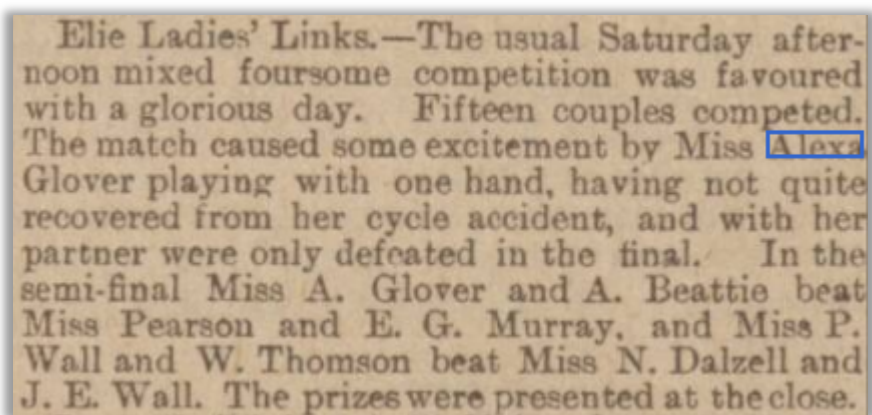 Elie Ladies' Links.—The usual Saturday after-
noon mixed foursome competition was favoured
with a glorious day. Fifteen couples competed.
The match caused some excitement by Miss Alexa
Glover playing with one hand, having not quite
recovered from her cycle accident, and with her
partner were only defeated in the final. In the
semi-final Miss A. Glover and A. Beattie beat
Miss Pearson and E. G. Murray, and Miss P.
Wall and W. Thomson beat Miss N. Dalzell and
J. E. Wall. The prizes were presented at the close.